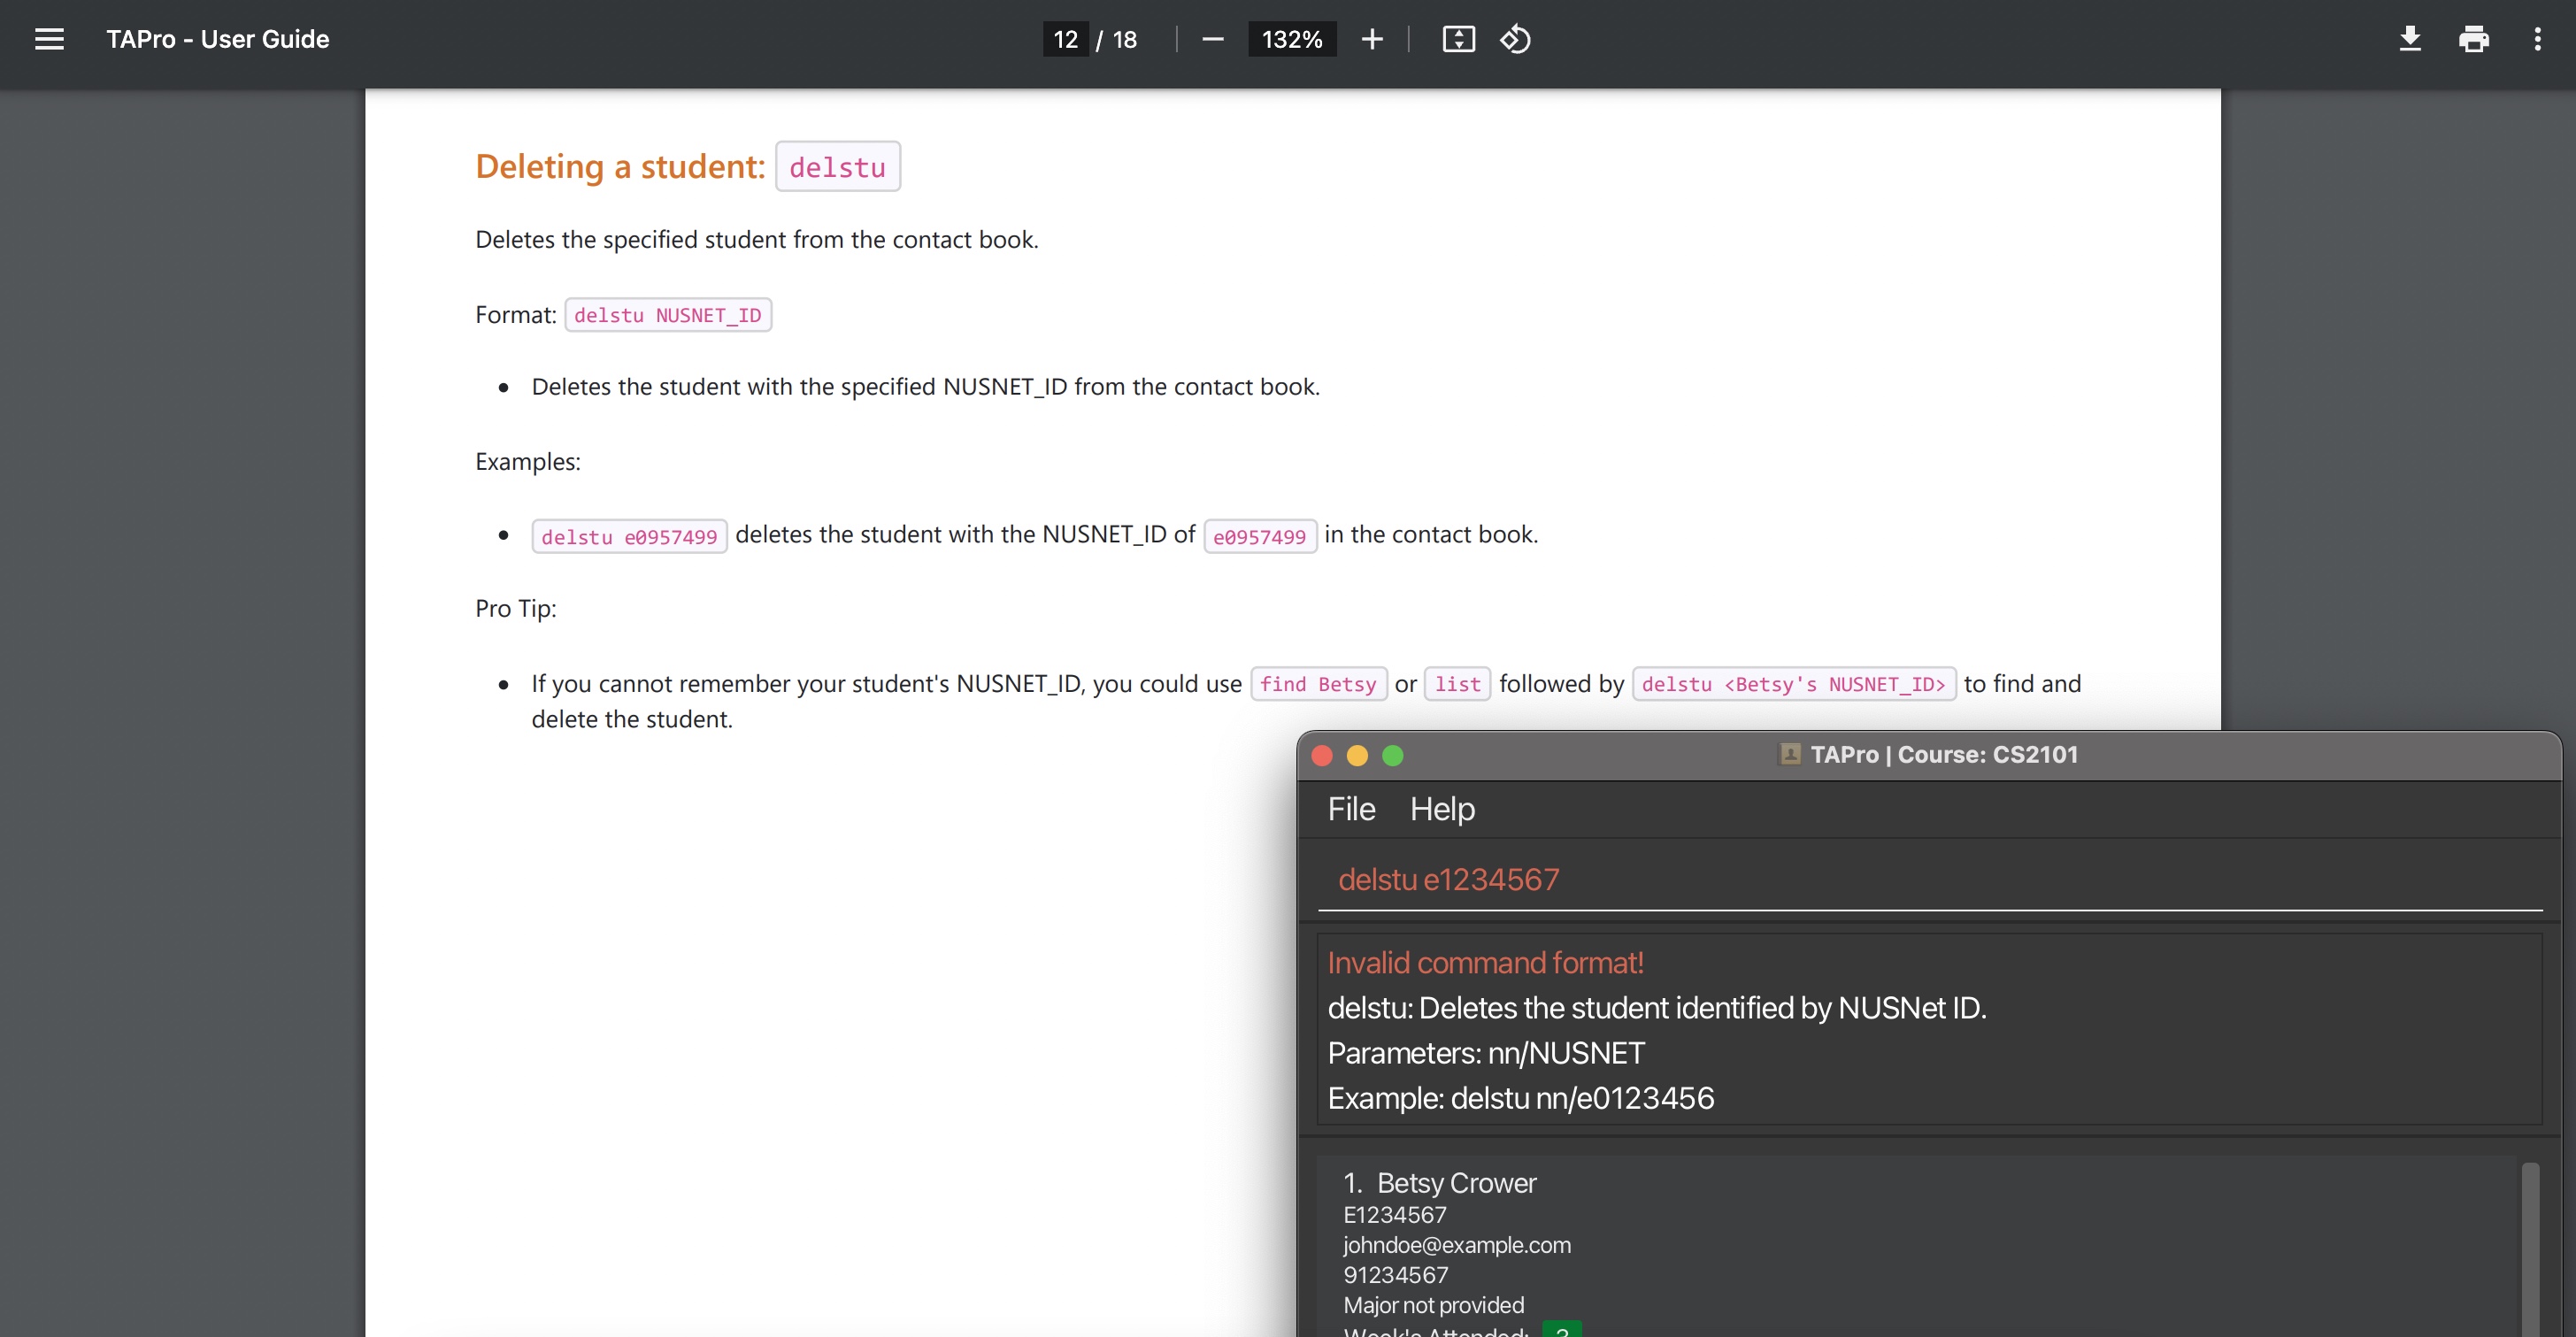 TAPro - User Guide
12 / 18
132%
Deleting a student: delstu
Deletes the specified student from the contact book.
Format: delstu NUSNET_ID
• Deletes the student with the specified NUSNET_ID from the contact book.
Examples:
• delstu e0957499 deletes the student with the NUSNET_ID of e0957499 in the contact book.
Pro Tip:
• If you cannot remember your student's NUSNET_ID, you could use find Betsy or list followed by delstu <Betsy's NUSNET_ID> to find and
delete the student.
TAPro | Course: CS2101
File Help
delstu e1234567
Invalid command format!
delstu: Deletes the student identified by NUSNet ID.
Parameters: nn/NUSNET
Example: delstu nn/e0123456
1. Betsy Crower
E1234567
johndoe@example.com
91234567
Major not provided
Week's Attended: